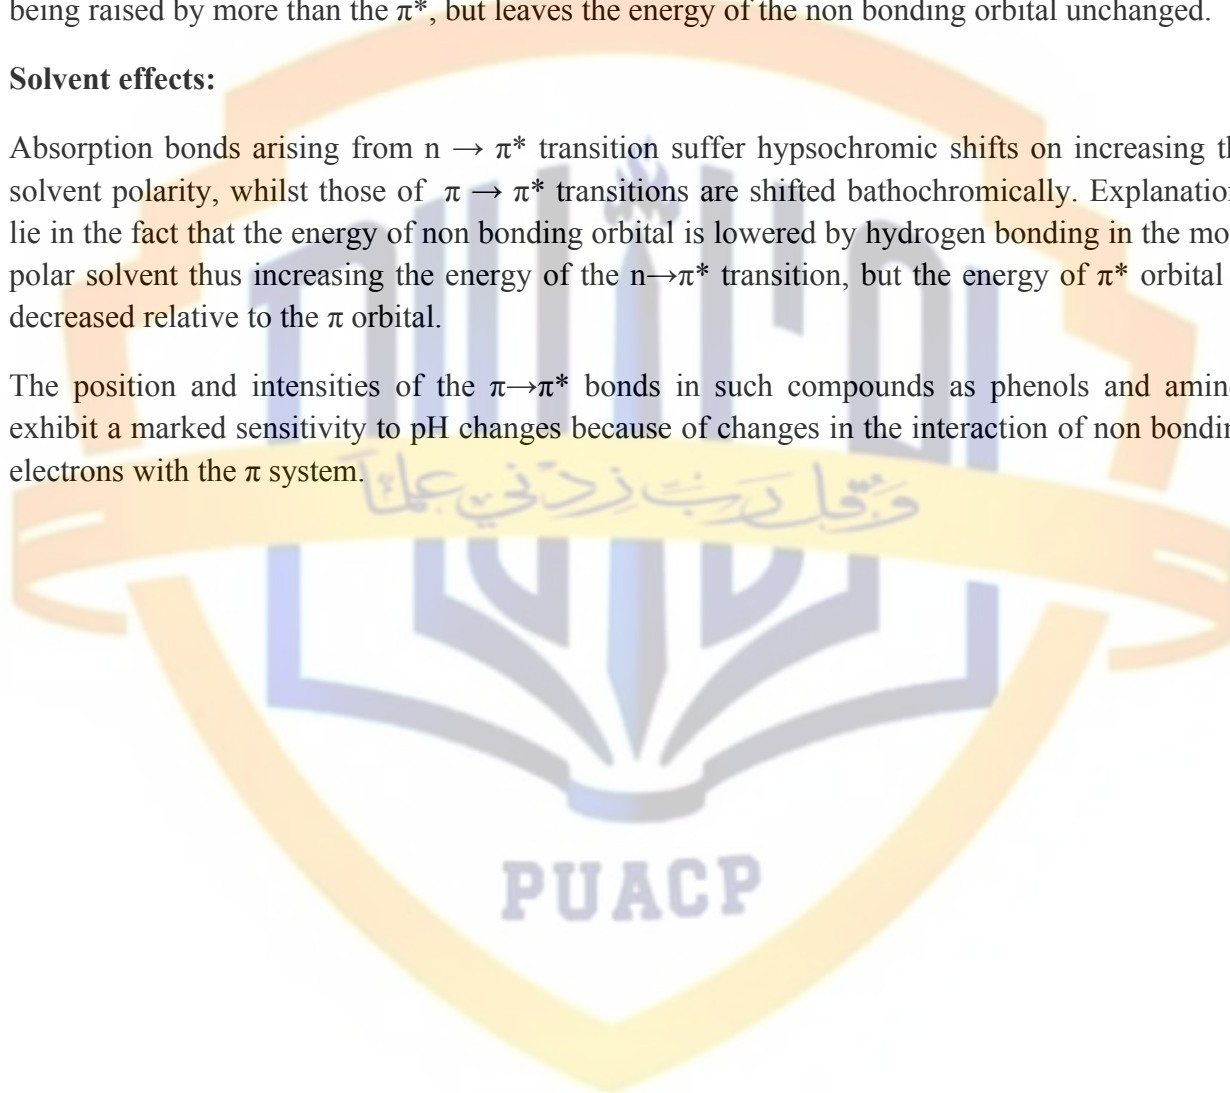 being raised by more than the π*, but leaves the energy of the non bonding orbital unchanged.
Solvent effects:
Absorption bonds arising from n → π* transition suffer hypsochromic shifts on increasing th
solvent polarity, whilst those of π → π* transitions are shifted bathochromically. Explanation
lie in the fact that the energy of non bonding orbital is lowered by hydrogen bonding in the mo
polar solvent thus increasing the energy of the n→π* transition, but the energy of π* orbital
decreased relative to the π orbital.
The position and intensities of the π→π* bonds in such compounds as phenols and amin
exhibit a marked sensitivity to pH changes because of changes in the interaction of non bondin
electrons with the π system.
وَقُل رَبِّ زِدْنِي عِلْمًا
PUACP